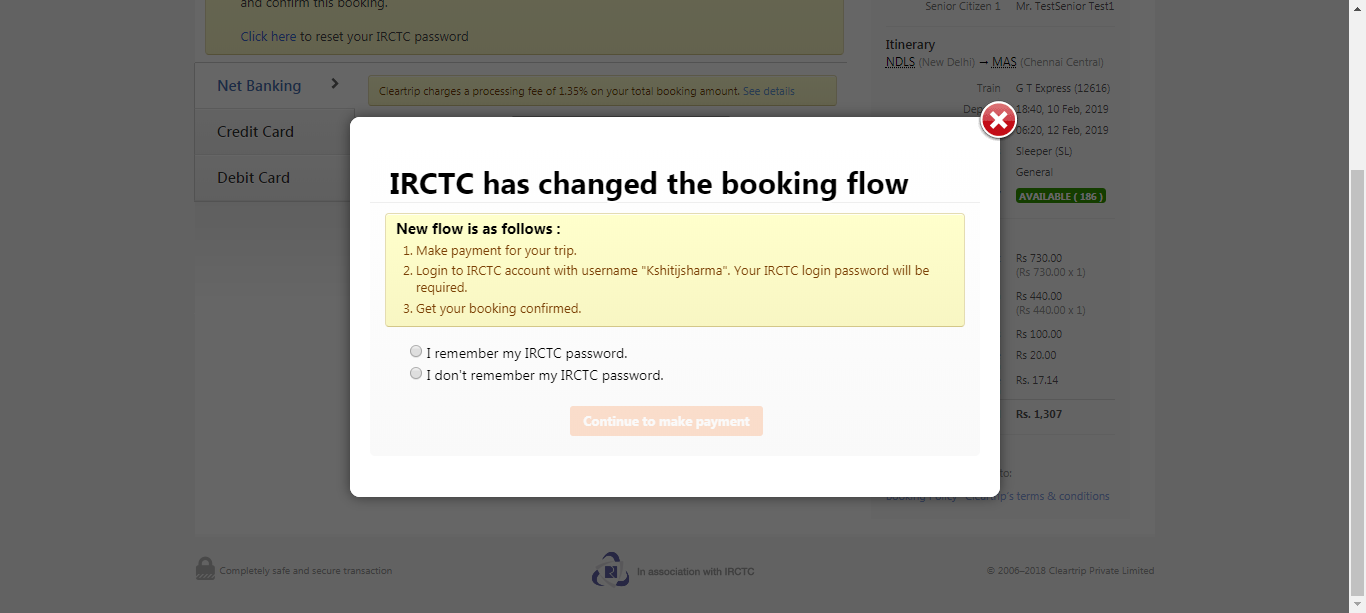 and confirm this booking.
Click here to reset your IRCTC password
Net Banking
Cleartrip charges a processing fee of 1.35% on your total booking amount. See details
Credit Card
Debit Card
IRCTC has changed the booking flow
New flow is as follows :
1. Make payment for your trip.
2. Login to IRCTC account with username "Kshitijsharma". Your IRCTC login password will be
required.
3. Get your booking confirmed.
I remember my IRCTC password.
I don't remember my IRCTC password.
Continue to make payment
Senior Citizen 1 Mr. TestSenior Test1
Itinerary
NDLS (New Delhi) → MAS (Chennai Central)
Train G T Express (12616)
18:40, 10 Feb, 2019
06:20, 12 Feb, 2019
Sleeper (SL)
General
AVAILABLE ( 186 )
Rs 730.00
(Rs 730.00 x 1)
Rs 440.00
(Rs 440.00 x 1)
Rs 100.00
Rs 20.00
Rs. 17.14
Rs. 1,307
to:
Booking Policy Cleartrip's terms & conditions
Completely safe and secure transaction
In association with IRCTC
© 2006–2018 Cleartrip Private Limited